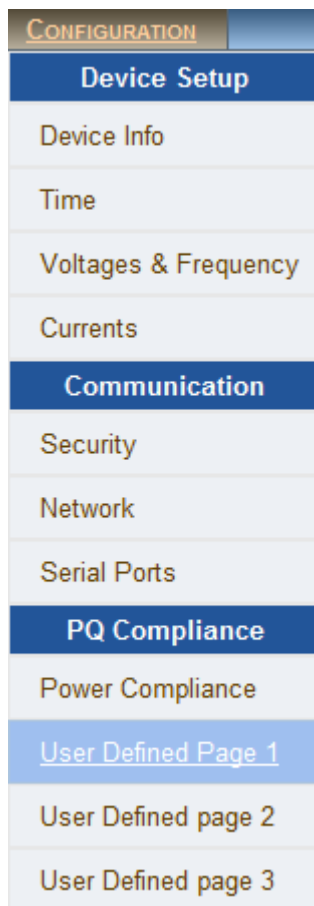 CONFIGURATION
Device Setup
Device Info
Time
Voltages & Frequency
Currents
Communication
Security
Network
Serial Ports
PQ Compliance
Power Compliance
User Defined Page 1
User Defined page 2
User Defined page 3